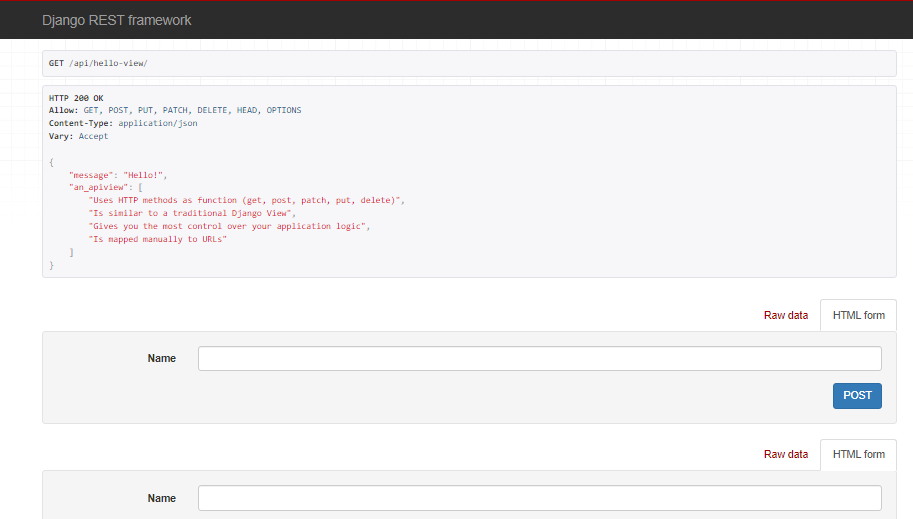 Django REST framework
GET /api/hello-view/
HTTP 200 OK
Allow: GET, POST, PUT, PATCH, DELETE, HEAD, OPTIONS
Content-Type: application/json
Vary: Accept
{
"message": "Hello!",
"an_apiview": [
"Uses HTTP methods as function (get, post, patch, put, delete)",
"Is similar to a traditional Django View",
"Gives you the most control over your application logic",
"Is mapped manually to URLs"
]
}
Raw data HTML form
Name
POST
Raw data HTML form
Name